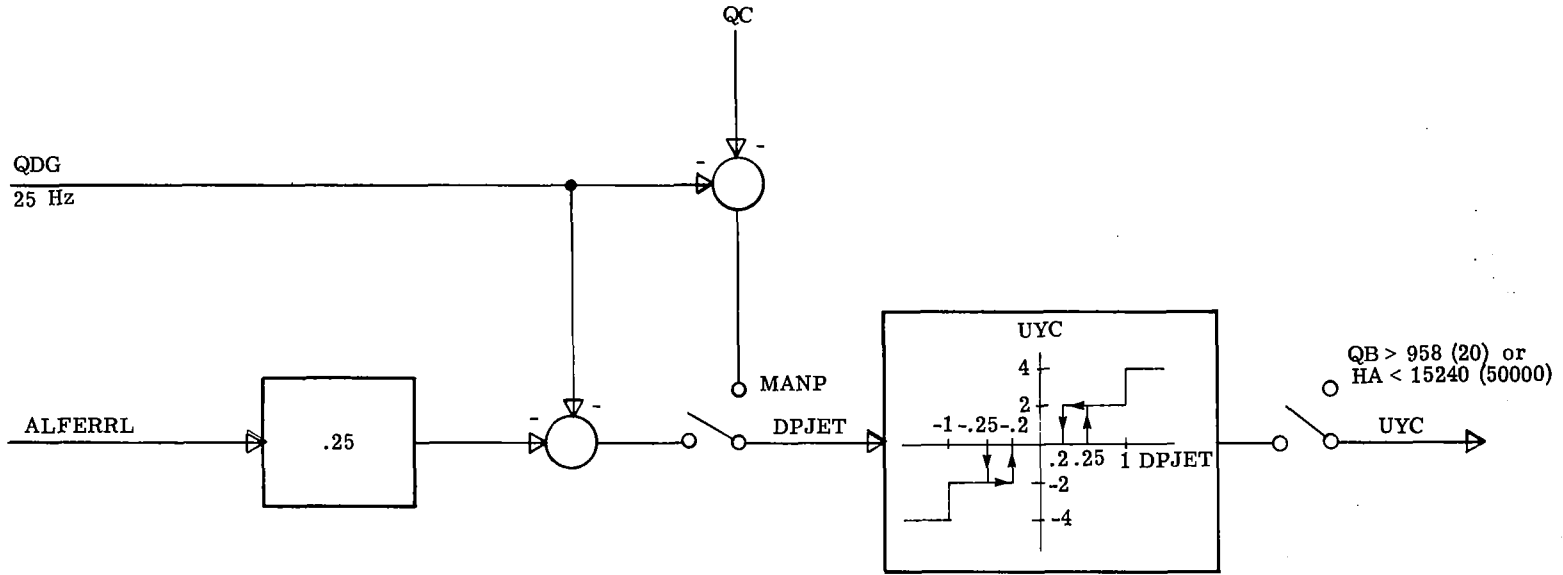 QC
-
-
QDG
25 Hz
ALFERRL
.25
-
-
MANP
DPJET
UYC
4
2
-1 -.25 -.2
.2 .25 1 DPJET
-2
-4
QB > 958 (20) or
HA < 15240 (50000)
UYC